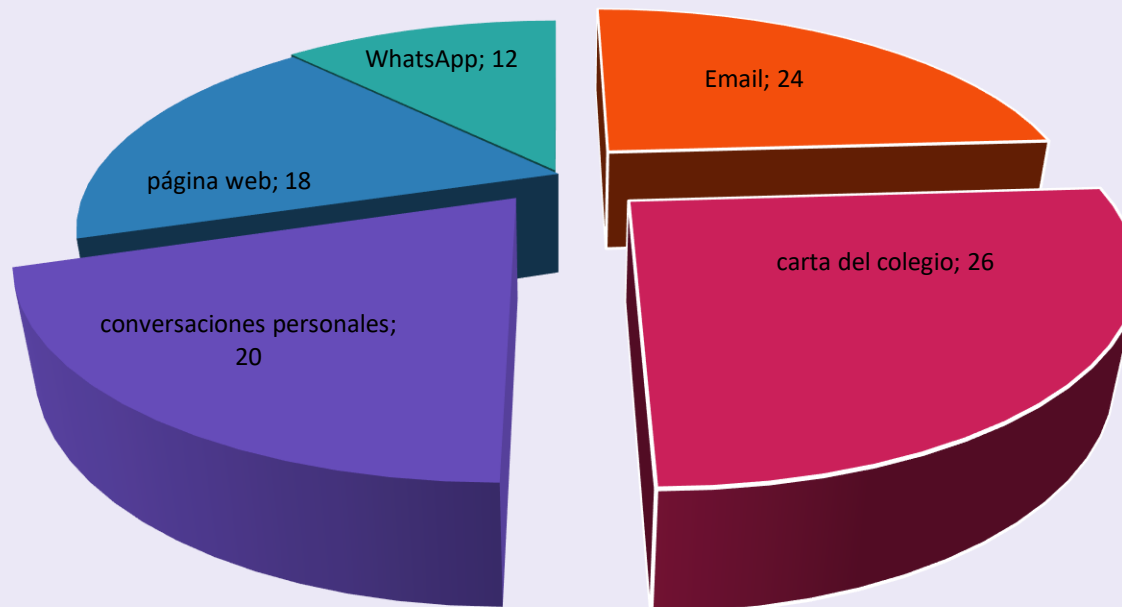 WhatsApp; 12
Email; 24
página web; 18
carta del colegio; 26
conversaciones personales;
20